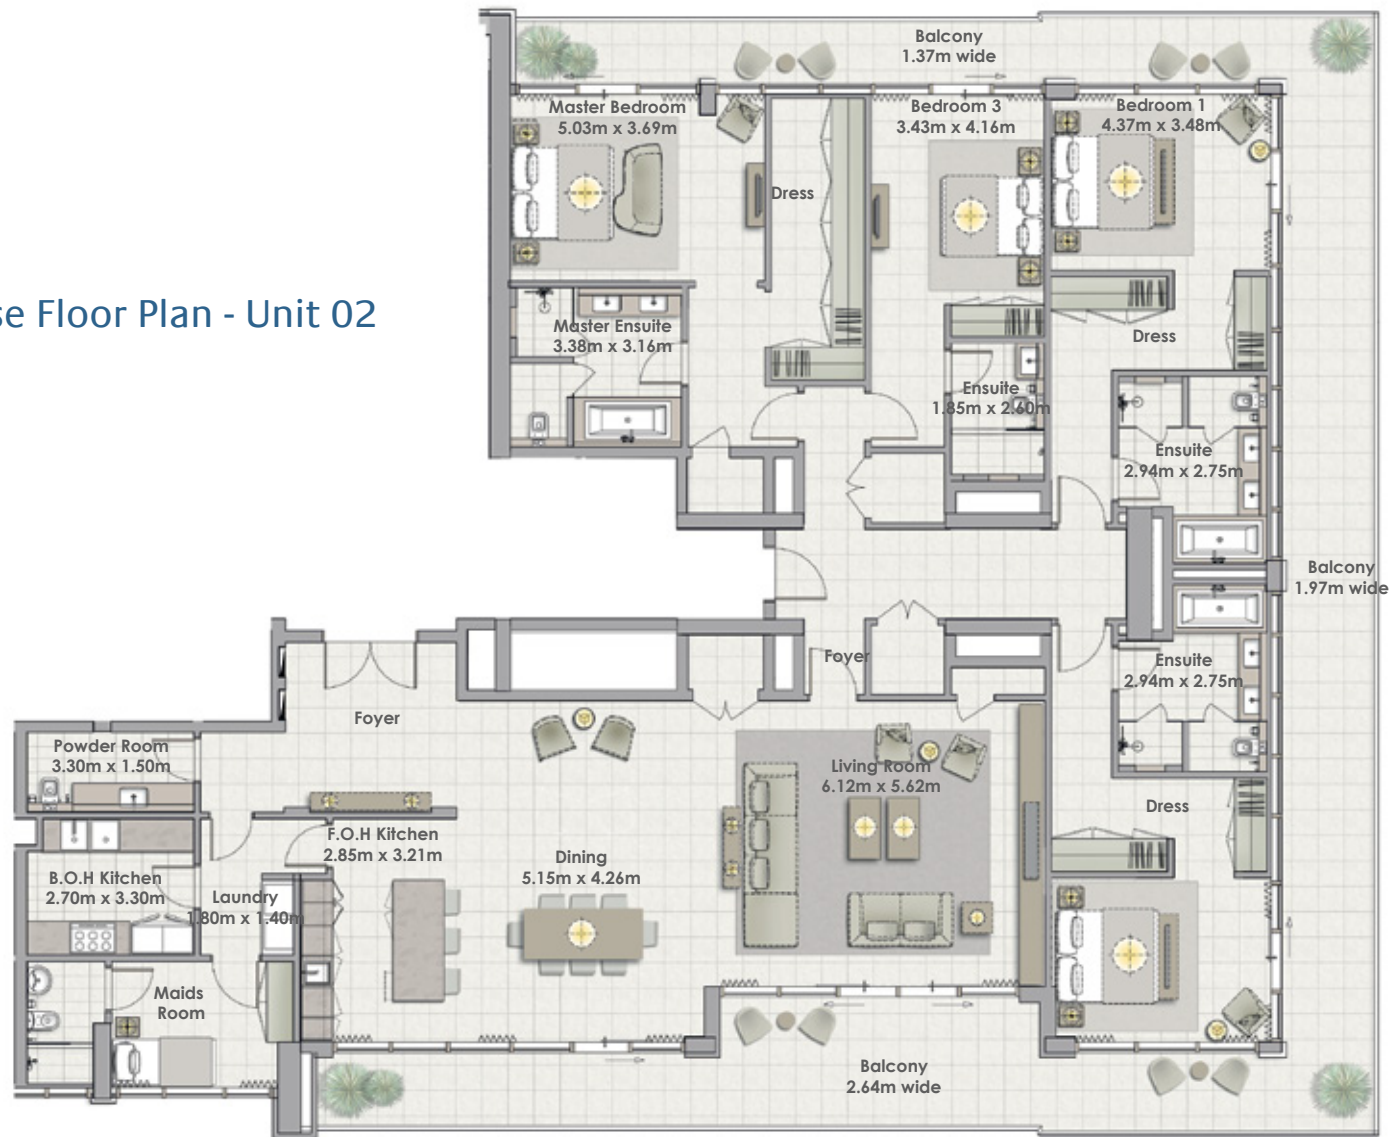 Balcony
1.37m wide
Master Bedroom
5.03m x 3.69m
Bedroom 3
3.43m x 4.16m
Bedroom 1
4.37m x 3.48m
Dress
se Floor Plan - Unit 02
Master Ensuite
3.38m x 3.16m
Dress
Ensuite
1.85m x 2.60m
Ensuite
2.94m x 2.75m
Balcony
1.97m wide
Foyer
Ensuite
2.94m x 2.75m
Foyer
Powder Room
3.30m x 1.50m
Living Room
6.12m x 5.62m
Dress
F.O.H Kitchen
2.85m x 3.21m
Dining
5.15m x 4.26m
B.O.H Kitchen
2.70m x 3.30m
Laundry
1.80m x 1.40m
Maids
Room
Balcony
2.64m wide